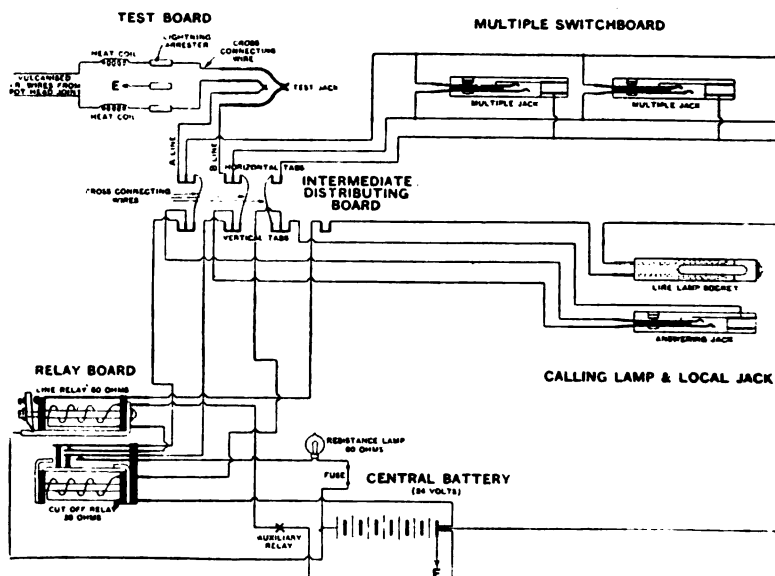 TEST BOARD
LIGHTNING
ARRESTER
HEAT COIL
CROSS
CONNECTING
WIRE
VULCANISED
I.R. WIRES FROM
POT HEAD JOINT
E
HEAT COIL
TEST JACK
MULTIPLE SWITCHBOARD
MULTIPLE JACK
MULTIPLE JACK
A LINE
B LINE
HORIZONTAL TABS
CROSS CONNECTING
WIRES
INTERMEDIATE
DISTRIBUTING
BOARD
VERTICAL TABS
LINE LAMP SOCKET
ANSWERING JACK
CALLING LAMP & LOCAL JACK
RELAY BOARD
LINE RELAY 60 OHMS
CUT OFF RELAY
OHMS
RESISTANCE LAMP
60 OHMS
FUSE
CENTRAL BATTERY
(24 VOLTS)
AUXILIARY
RELAY
E